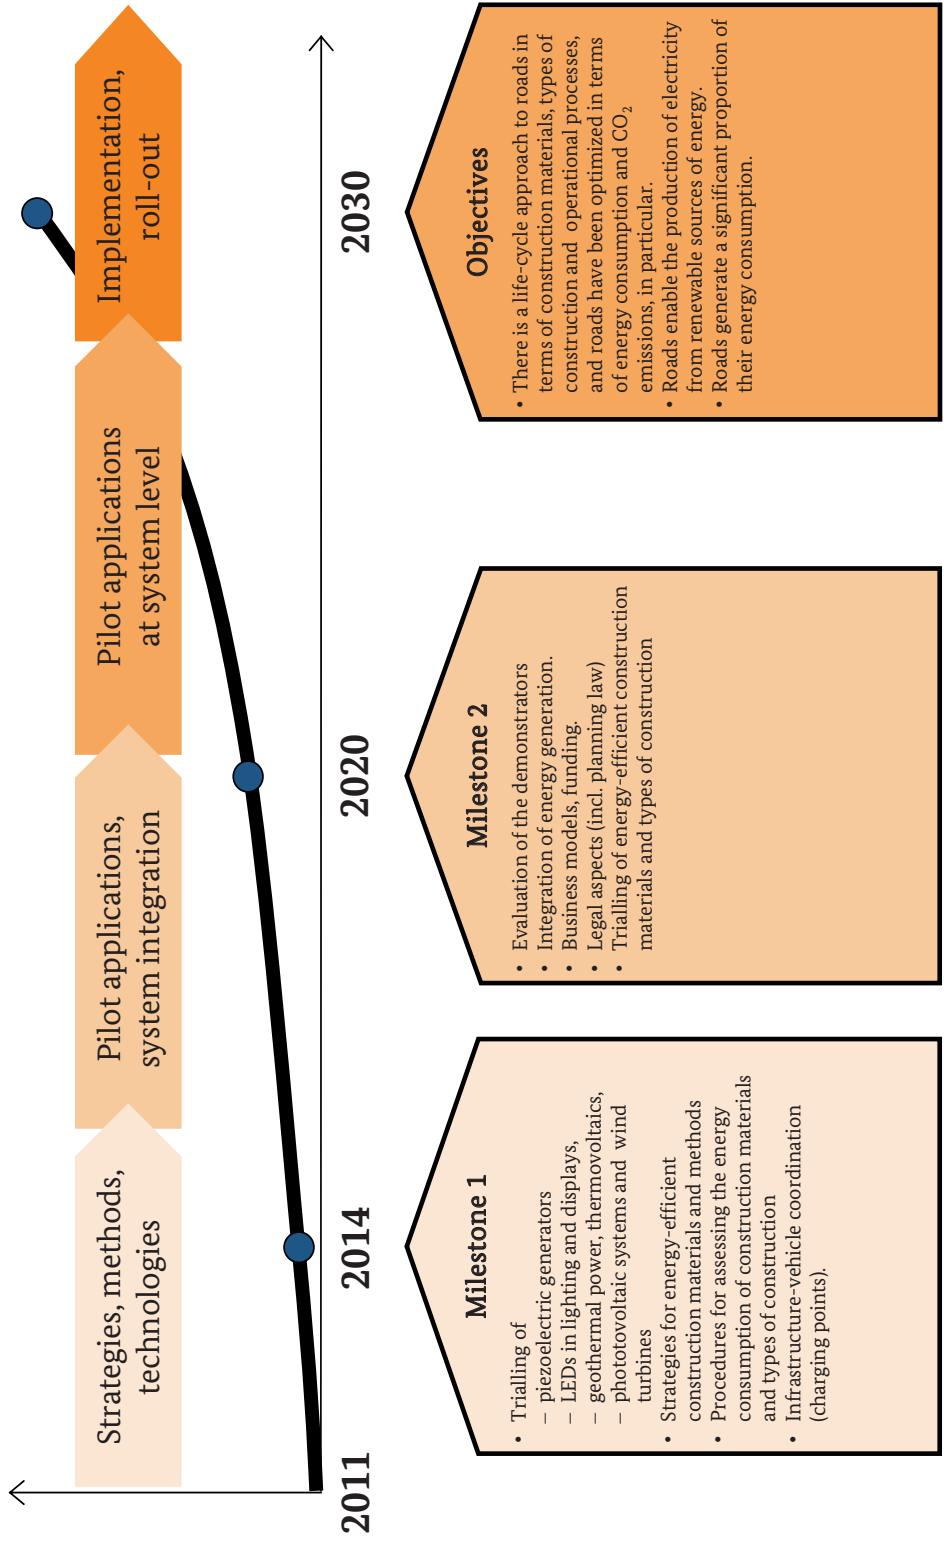 Strategies, methods,
technologies
Pilot applications,
system integration
Pilot applications
at system level
Implementation,
roll-out
2011
2014
2020
2030
Milestone 1
• Trialling of
– piezoelectric generators
– LEDs in lighting and displays,
– geothermal power, thermovoltaics,
– phototovoltaic systems and wind
turbines
• Strategies for energy-efficient
construction materials and methods
• Procedures for assessing the energy
consumption of construction materials
and types of construction
• Infrastructure-vehicle coordination
(charging points).
Milestone 2
• Evaluation of the demonstrators
• Integration of energy generation.
• Business models, funding.
• Legal aspects (incl. planning law)
• Trialling of energy-efficient construction
materials and types of construction
Objectives
• There is a life-cycle approach to roads in
terms of construction materials, types of
construction and operational processes,
and roads have been optimized in terms
of energy consumption and CO₂
emissions, in particular.
• Roads enable the production of electricity
from renewable sources of energy.
• Roads generate a significant proportion of
their energy consumption.